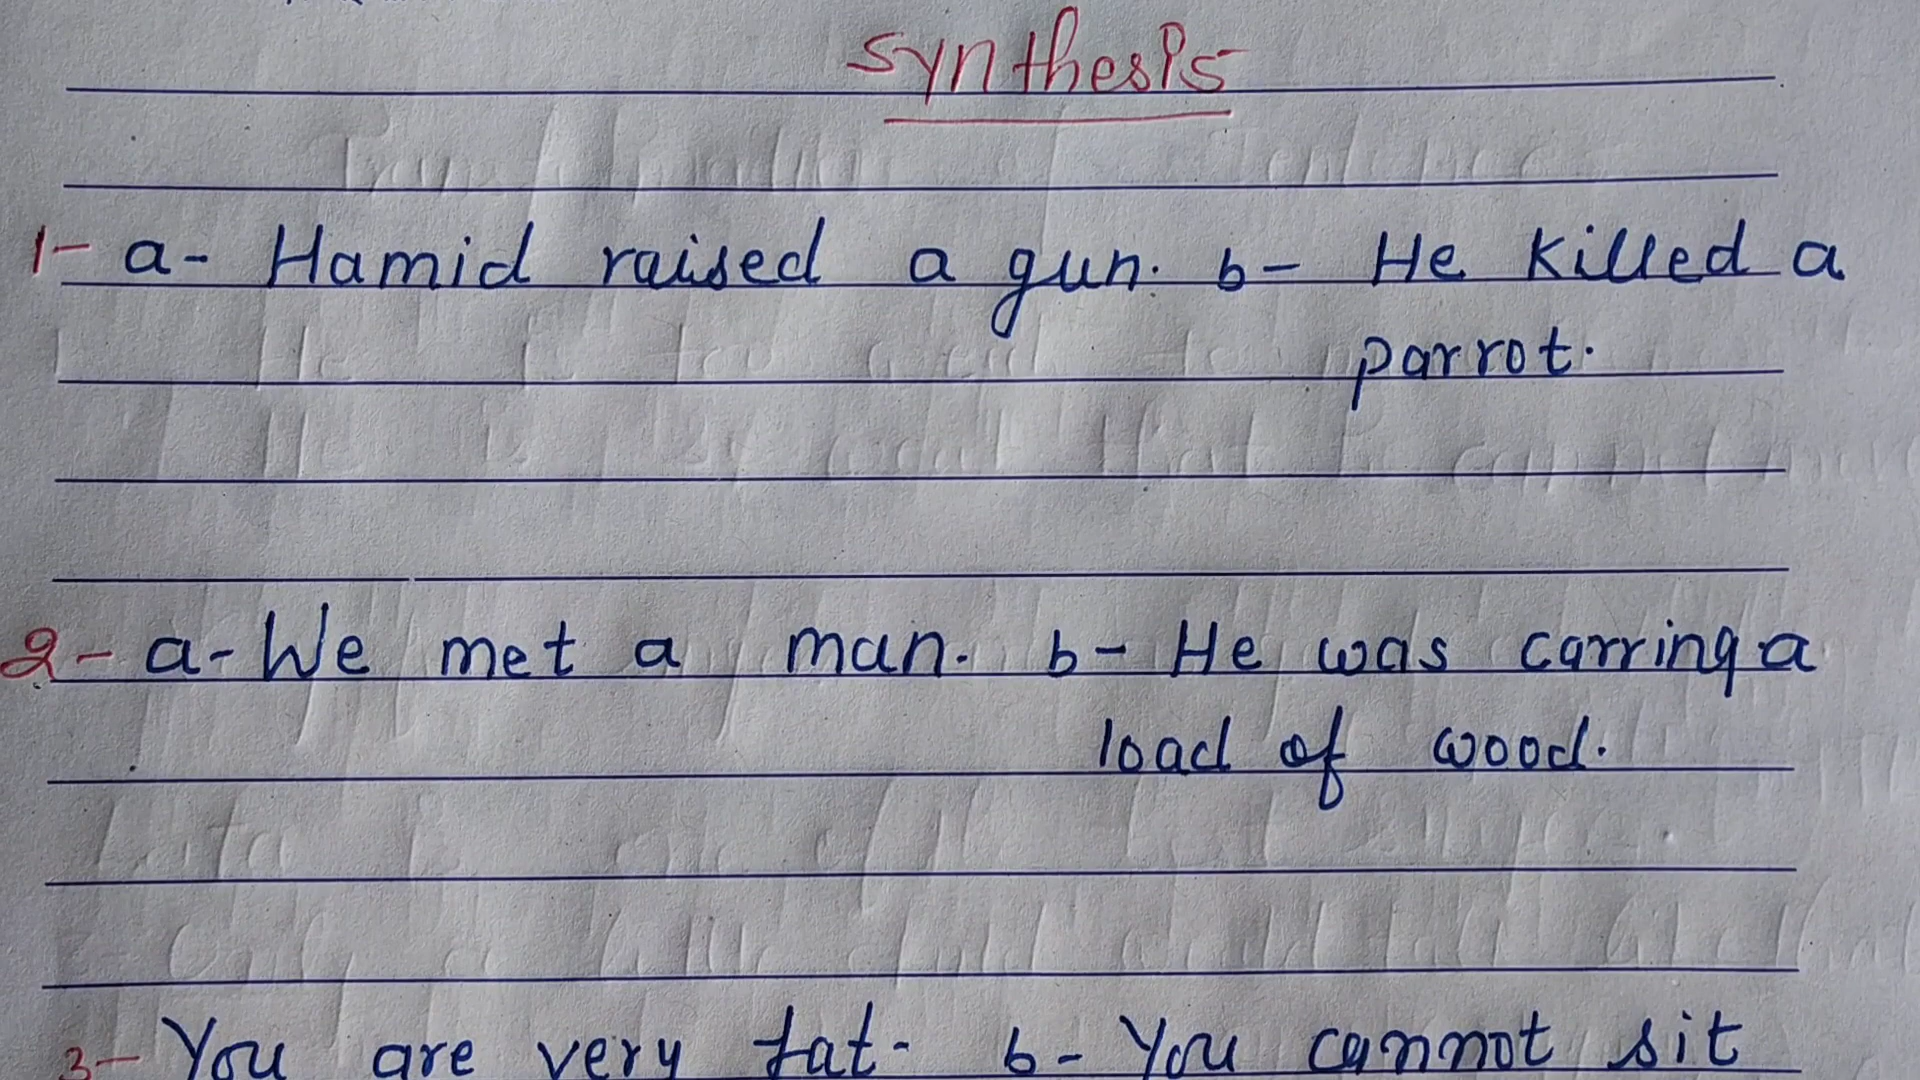 Synthesis
1- a- Hamid raised a gun. b- He killed a
parrot.
2- a- We met a man. b- He was carring a
load of wood.
3- You are very fat- b- You cannot sit